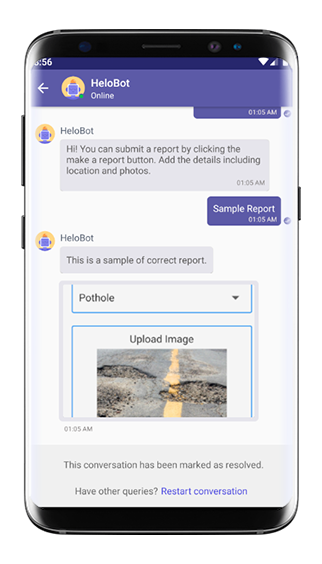 :56
HeloBot
Online
01:05 AM
HeloBot
Hi! You can submit a report by clicking the
make a report button. Add the details including
location and photos.
01:05 AM
Sample Report
01:05 AM
HeloBot
This is a sample of correct report.
Pothole
Upload Image
01:05 AM
This conversation has been marked as resolved.
Have other queries? Restart conversation